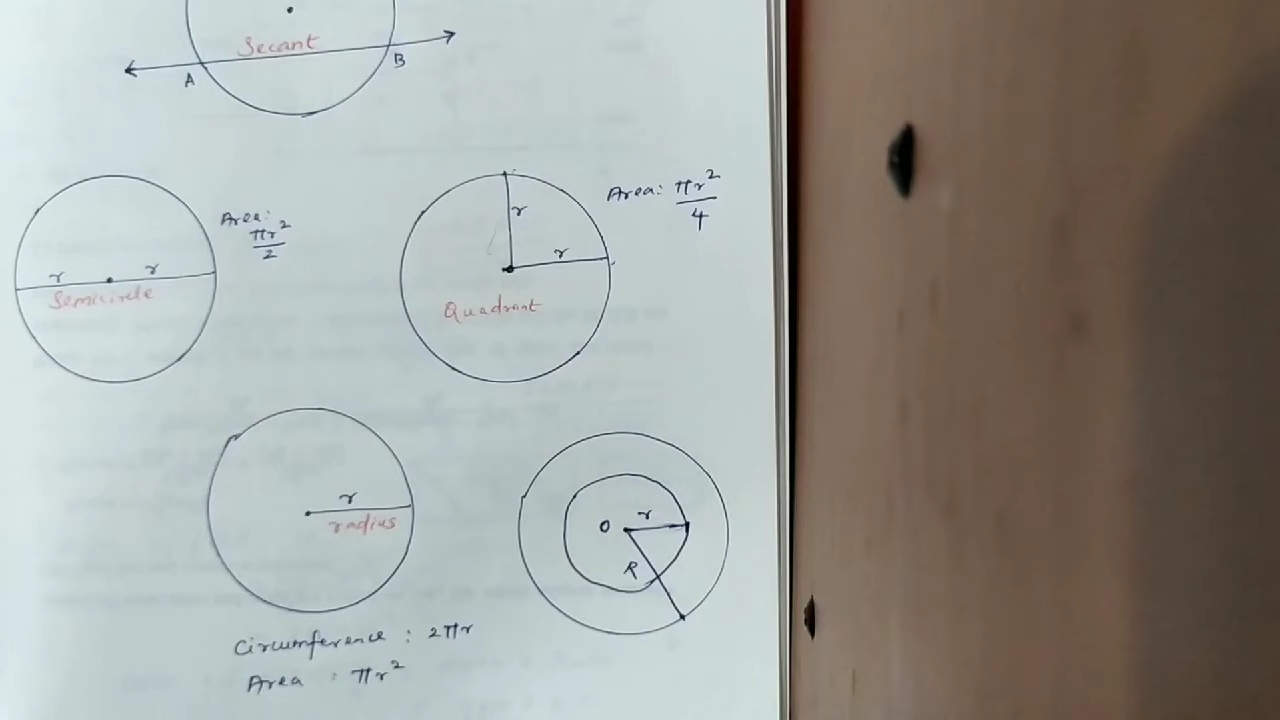 Secant
A
B
Area:
πr²/2
r r
Semicircle
Area: πr²/4
r
r
Quadrant
r
radius
Circumference : 2πr
Area : πr²
O r
R